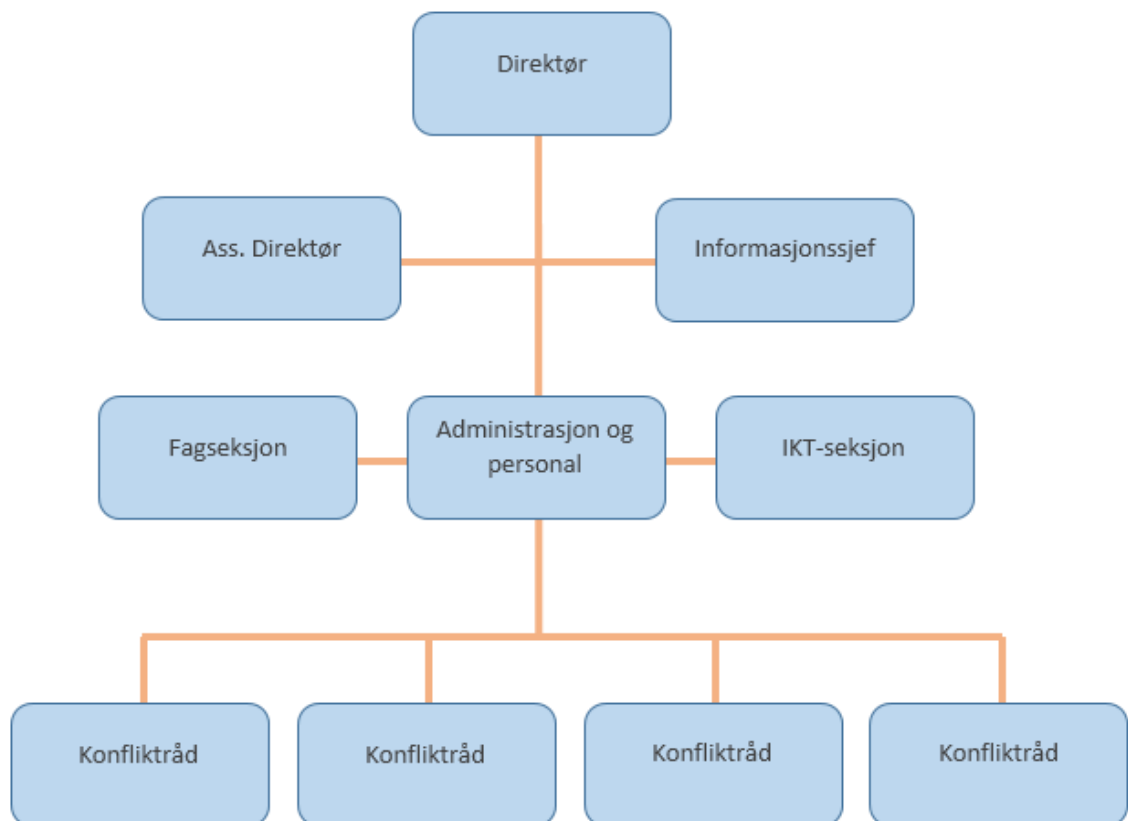 Direktør
Ass. Direktør
Informasjonssjef
Fagseksjon
Administrasjon og
personal
IKT-seksjon
Konfliktråd
Konfliktråd
Konfliktråd
Konfliktråd